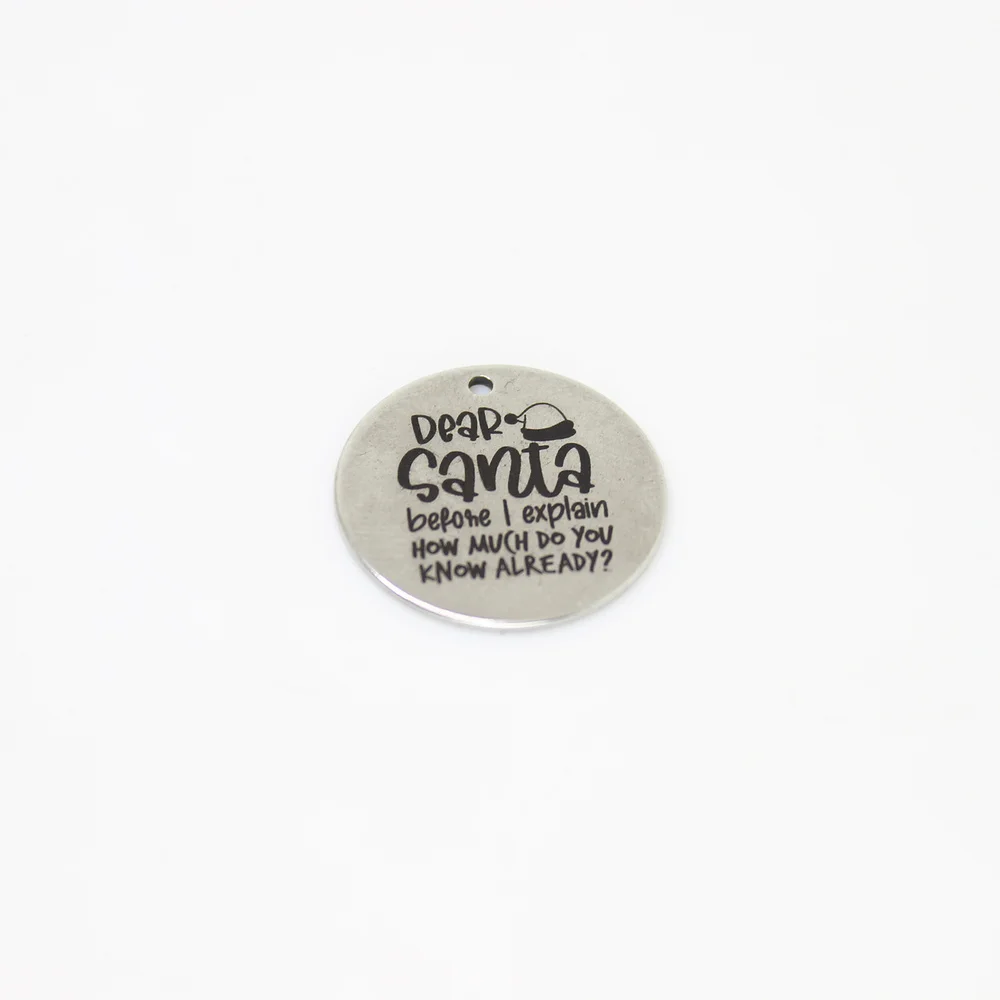 DeaR
Santa
before I explain
HOW MUCH DO YOU
KNOW ALREADY?